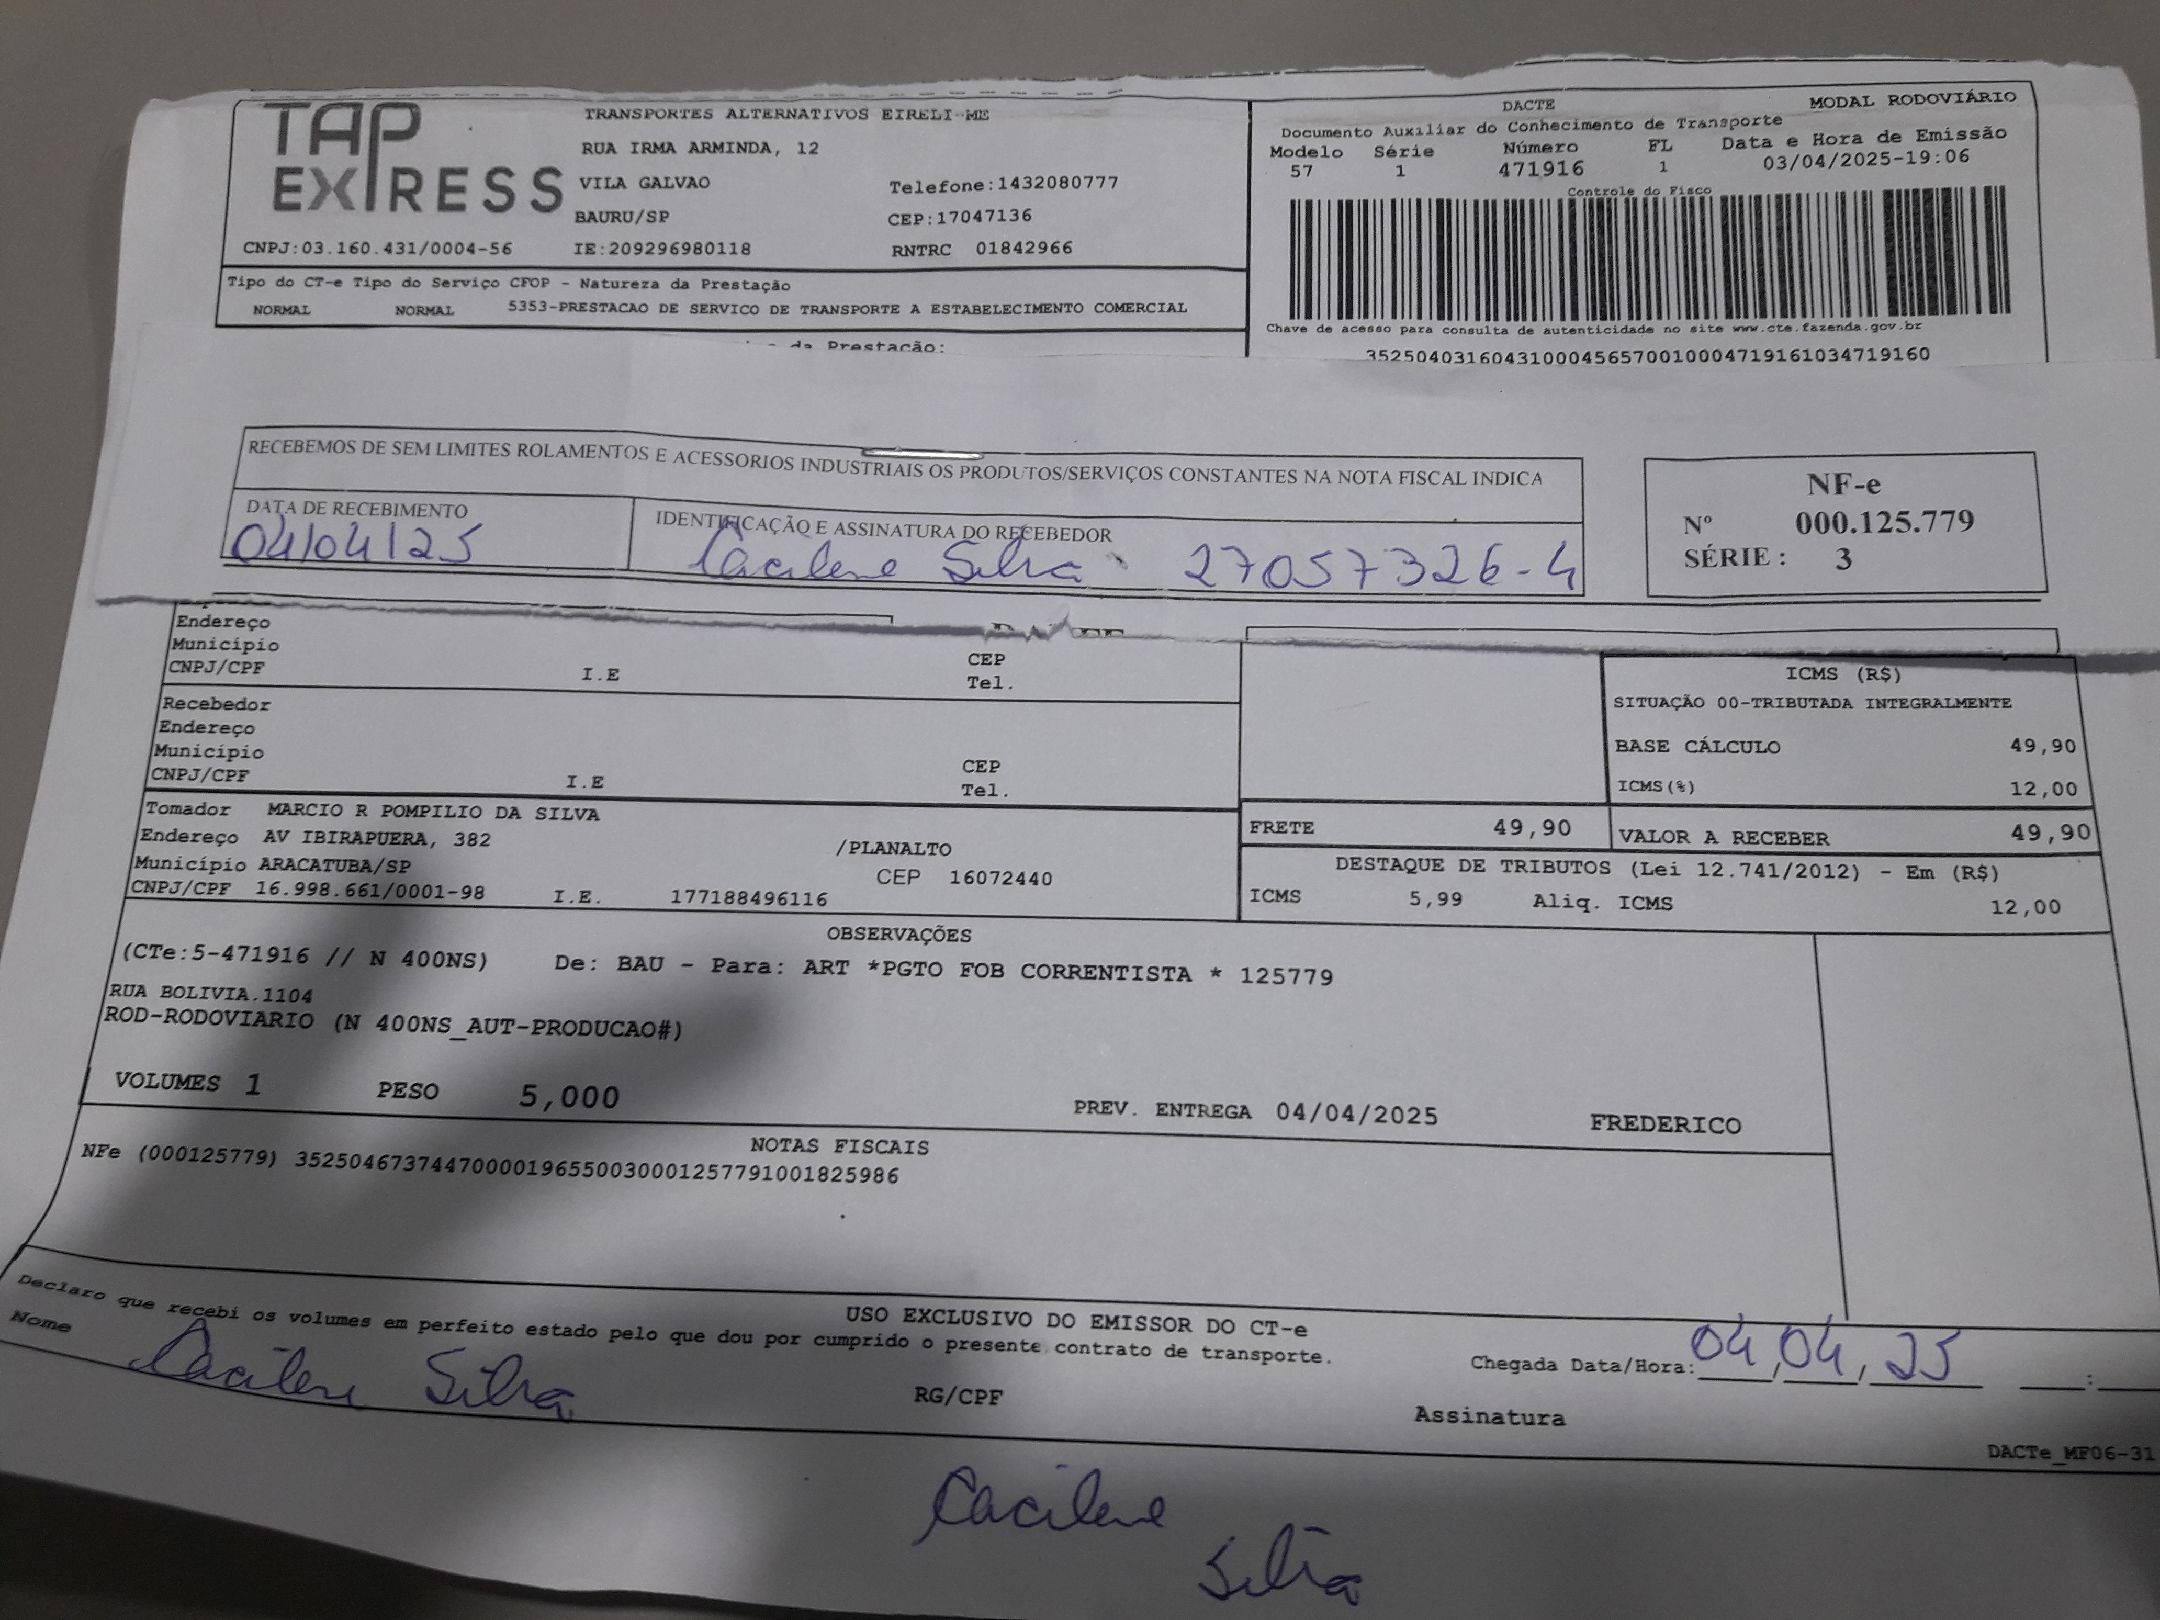 TAP EXPRESS
TRANSPORTES ALTERNATIVOS EIRELI-ME
RUA IRMA ARMINDA, 12
VILA GALVAO Telefone:1432080777
BAURU/SP CEP:17047136
CNPJ:03.160.431/0004-56 IE:209296980118 RNTRC 01842966
DACTE MODAL RODOVIÁRIO
Documento Auxiliar do Conhecimento de Transporte
Modelo Série Número FL Data e Hora de Emissão
57 1 471916 1 03/04/2025-19:06
Controle do Fisco
Chave de acesso para consulta de autenticidade no site www.cte.fazenda.gov.br
35250403160431000456570010004719161034719160
Tipo do CT-e Tipo do Serviço CFOP - Natureza da Prestação
NORMAL NORMAL 5353-PRESTACAO DE SERVICO DE TRANSPORTE A ESTABELECIMENTO COMERCIAL
da Prestação:
RECEBEMOS DE SEM LIMITES ROLAMENTOS E ACESSORIOS INDUSTRIAIS OS PRODUTOS/SERVIÇOS CONSTANTES NA NOTA FISCAL INDICA
DATA DE RECEBIMENTO IDENTIFICAÇÃO E ASSINATURA DO RECEBEDOR
04/04/25 Cacilene Silva 27057326-4
NF-e
Nº 000.125.779
SÉRIE: 3
Endereço
Município CEP
CNPJ/CPF I.E Tel.
Recebedor
Endereço
Município CEP
CNPJ/CPF I.E Tel.
ICMS (R$)
SITUAÇÃO 00-TRIBUTADA INTEGRALMENTE
BASE CÁLCULO 49,90
ICMS(%) 12,00
Tomador MARCIO R POMPILIO DA SILVA
Endereço AV IBIRAPUERA, 382 /PLANALTO
Município ARACATUBA/SP CEP 16072440
CNPJ/CPF 16.998.661/0001-98 I.E. 177188496116
FRETE 49,90 VALOR A RECEBER 49,90
DESTAQUE DE TRIBUTOS (Lei 12.741/2012) - Em (R$)
ICMS 5,99 Aliq. ICMS 12,00
OBSERVAÇÕES
(CTe:5-471916 // N 400NS) De: BAU - Para: ART *PGTO FOB CORRENTISTA * 125779
RUA BOLIVIA.1104
ROD-RODOVIARIO (N 400NS_AUT-PRODUCAO#)
VOLUMES 1 PESO 5,000 PREV. ENTREGA 04/04/2025 FREDERICO
NOTAS FISCAIS
NFe (000125779) 35250467374470000196550030001257791001825986
USO EXCLUSIVO DO EMISSOR DO CT-e
Declaro que recebi os volumes em perfeito estado pelo que dou por cumprido o presente contrato de transporte.
Nome Cacilene Silva RG/CPF Assinatura
Chegada Data/Hora: 04, 04, 25 :
DACTe_MF06-31
Cacilene
Silva